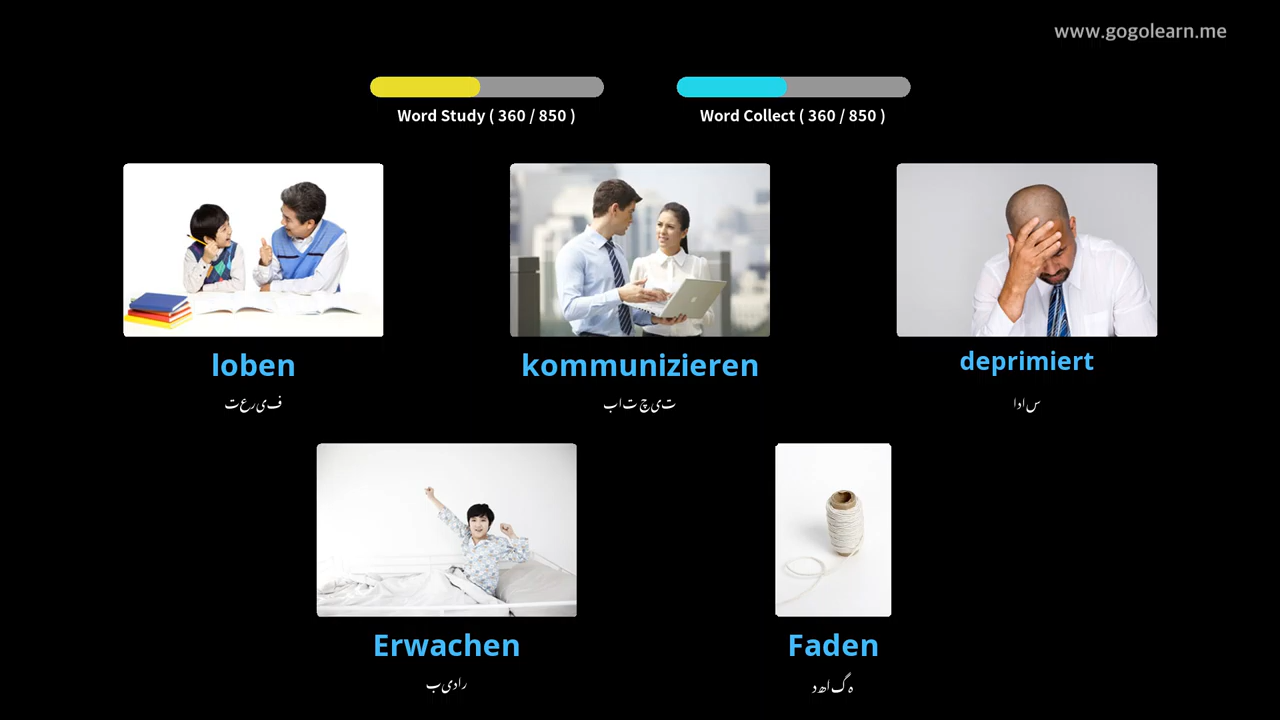 www.gogolearn.me
Word Study ( 360 / 850 )
Word Collect ( 360 / 850 )
loben
تعریف
kommunizieren
بات چیت
deprimiert
اداس
Erwachen
بیدار
Faden
دھاگہ